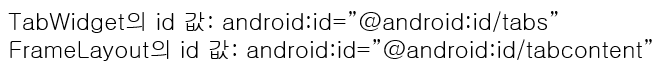 TabWidget의 id 값: android:id=”@android:id/tabs”
FrameLayout의 id 값: android:id=”@android:id/tabcontent”